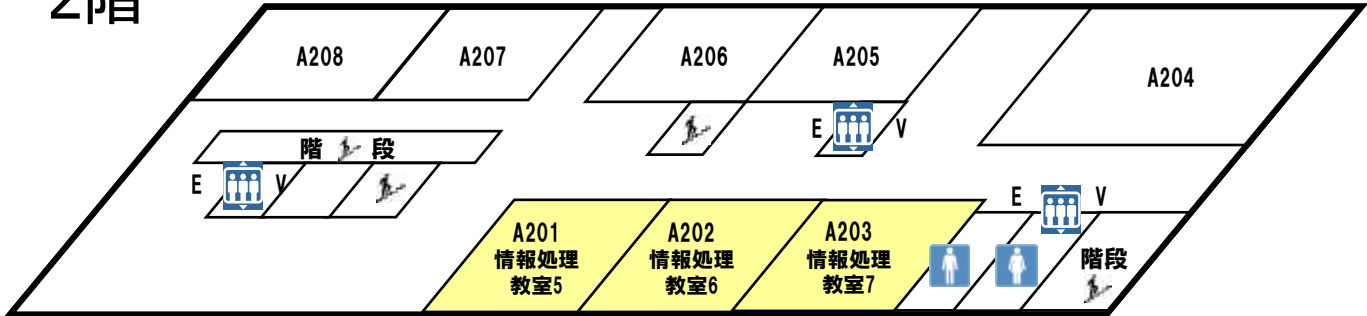 2階
A208
A207
A206
A205
A204
E
V
階段
E
V
E
V
A201
情報処理
教室5
A202
情報処理
教室6
A203
情報処理
教室7
階段